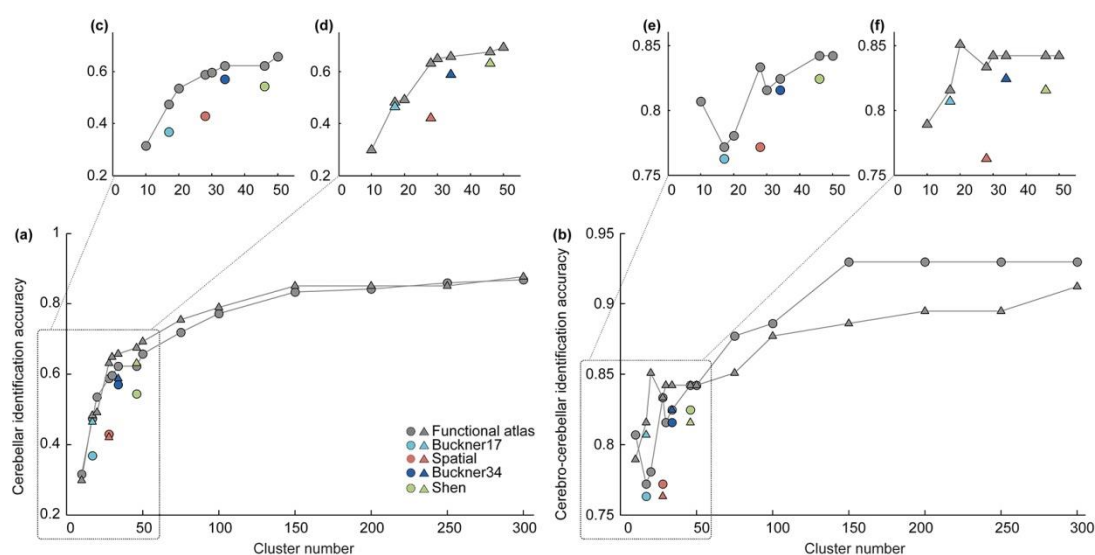 (c)
0.6
0.4
0.2
0 10 20 30 40 50
(d)
0.6
0.4
0.2
0 10 20 30 40 50
(e)
0.85
0.8
0.75
0 10 20 30 40 50
(f)
0.85
0.8
0.75
0 10 20 30 40 50
(a)
Cerebellar identification accuracy
1
0.8
0.6
0.4
0.2
0 50 100 150 200 250 300
Cluster number
Functional atlas
Buckner17
Spatial
Buckner34
Shen
(b)
Cerebro-cerebellar identification accuracy
0.95
0.9
0.85
0.8
0.75
0 50 100 150 200 250 300
Cluster number